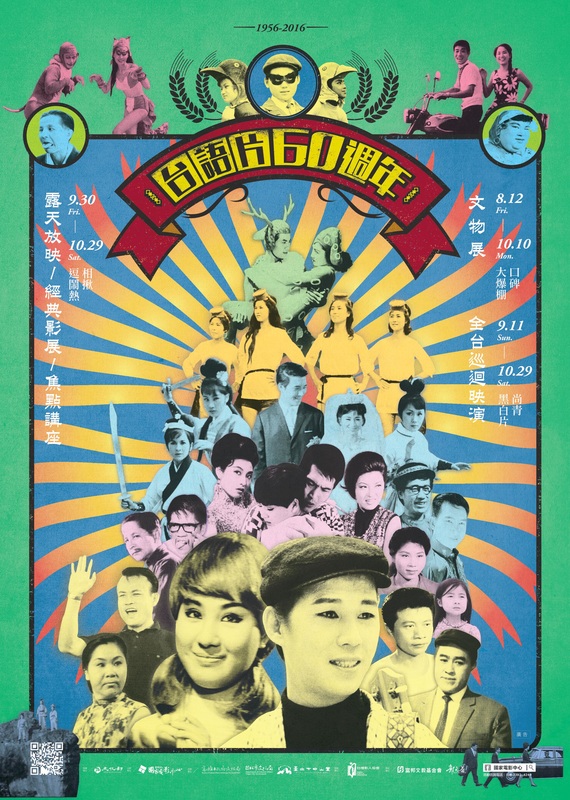 1956-2016
台語片60週年
露天放映/經典影展/焦點講座
9.30
Fri.
10.29
Sat.
相揪
逗鬧熱
文物展
8.12
Fri.
10.10
Mon.
口碑
大爆棚
全台巡迴映演
9.11
Sun.
10.29
Sat.
尚青
黑白片
廣告
國家電影中心